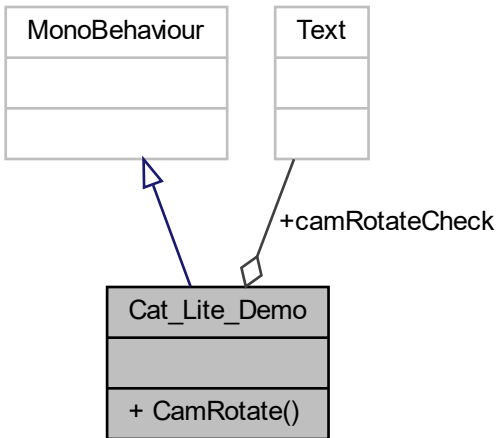 MonoBehaviour
Text
+camRotateCheck
Cat_Lite_Demo
+ CamRotate()